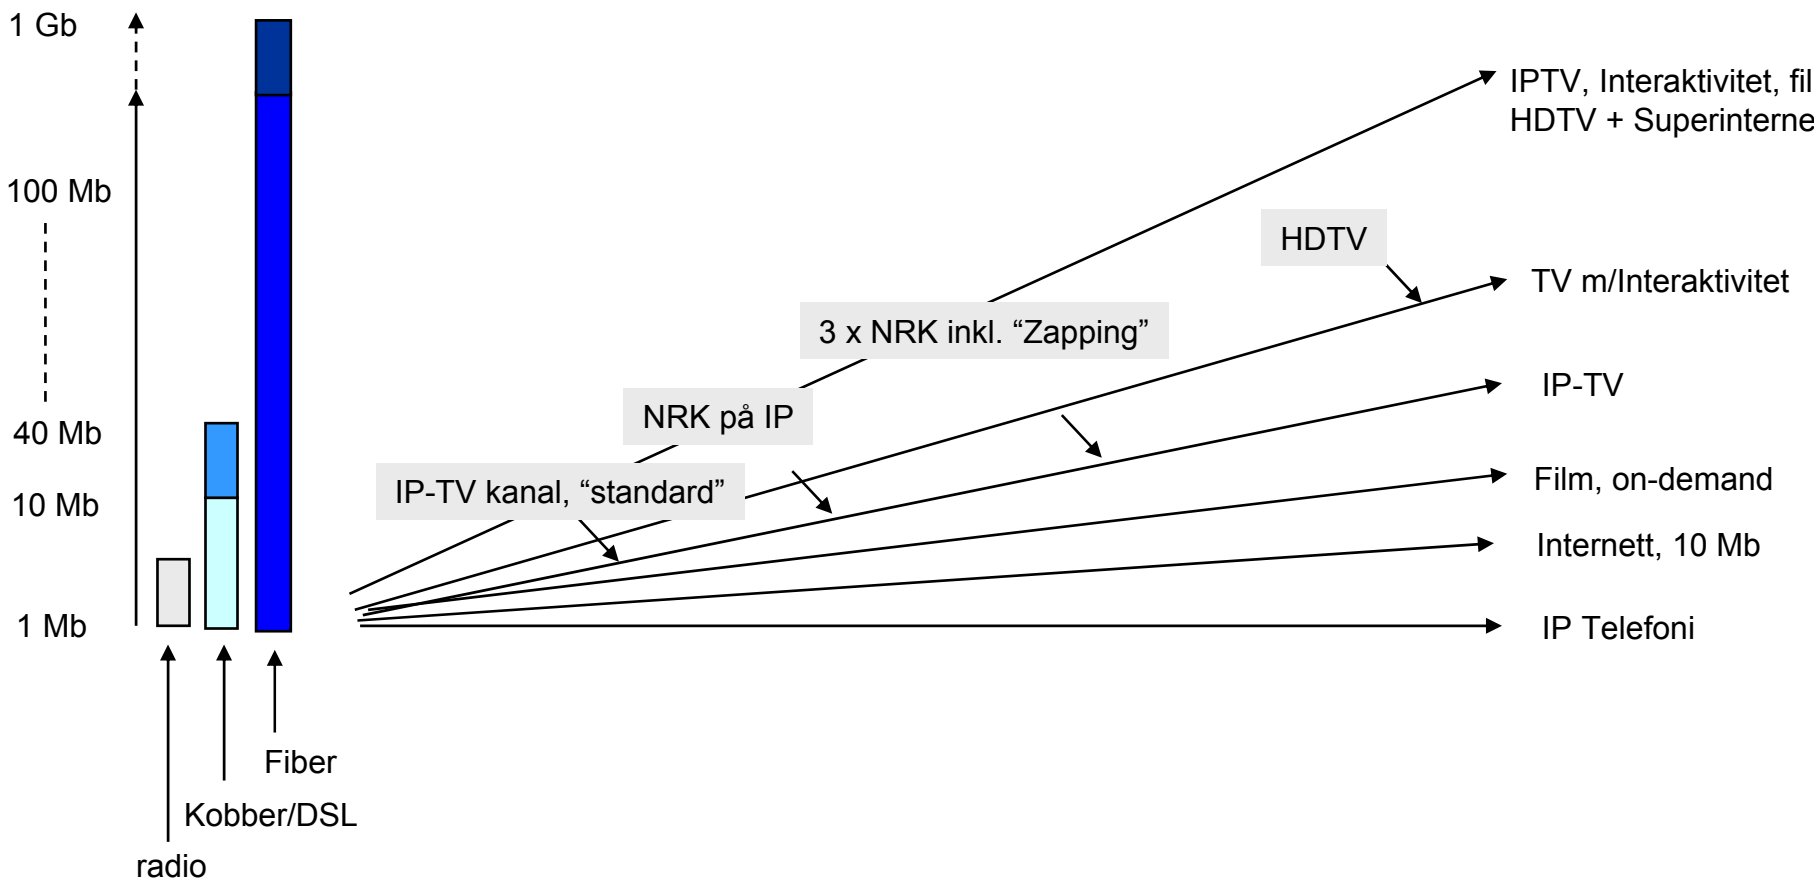 1 Gb
100 Mb
40 Mb
10 Mb
1 Mb
radio
Kobber/DSL
Fiber
IP-TV kanal, “standard”
NRK på IP
3 x NRK inkl. “Zapping”
HDTV
IPTV, Interaktivitet, fil
HDTV + Superinterne
TV m/Interaktivitet
IP-TV
Film, on-demand
Internett, 10 Mb
IP Telefoni